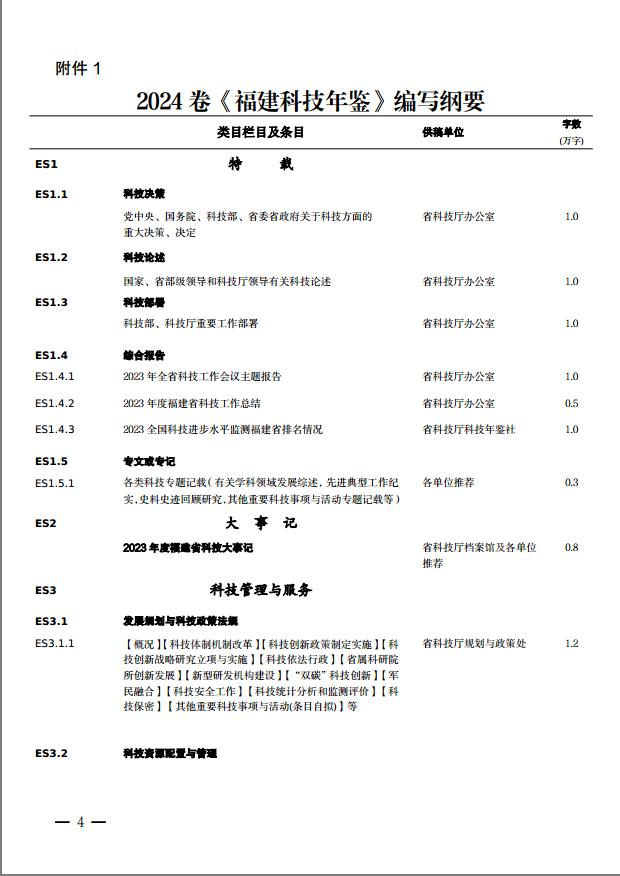 附件 1
2024 卷《福建科技年鉴》编写纲要
类目栏目及条目 供稿单位 字数
(万字)
ES1 特 载
ES1.1 科技决策
党中央、国务院、科技部、省委省政府关于科技方面的 省科技厅办公室 1.0
重大决策、决定
ES1.2 科技论述
国家、省部级领导和科技厅领导有关科技论述 省科技厅办公室 1.0
ES1.3 科技部署
科技部、科技厅重要工作部署 省科技厅办公室 1.0
ES1.4 综合报告
ES1.4.1 2023 年全省科技工作会议主题报告 省科技厅办公室 1.0
ES1.4.2 2023 年度福建省科技工作总结 省科技厅办公室 0.5
ES1.4.3 2023 全国科技进步水平监测福建省排名情况 省科技厅科技年鉴社 1.0
ES1.5 专文或专记
ES1.5.1 各类科技专题记载(有关学科领域发展综述,先进典型工作纪 各单位推荐 0.3
实,史料史迹回顾研究,其他重要科技事项与活动专题记载等)
ES2 大 事 记
2023 年度福建省科技大事记 省科技厅档案馆及各单位 0.8
推荐
ES3 科技管理与服务
ES3.1 发展规划与科技政策法规
ES3.1.1 【概况】【科技体制机制改革】【科技创新政策制定实施】【科 省科技厅规划与政策处 1.2
技创新战略研究立项与实施】【科技依法行政】【省属科研院
所创新发展】【新型研发机构建设】【“双碳”科技创新】【军
民融合】【科技安全工作】【科技统计分析和监测评价】【科
技保密】【其他重要科技事项与活动(条目自拟)】等
ES3.2 科技资源配置与管理
— 4 —